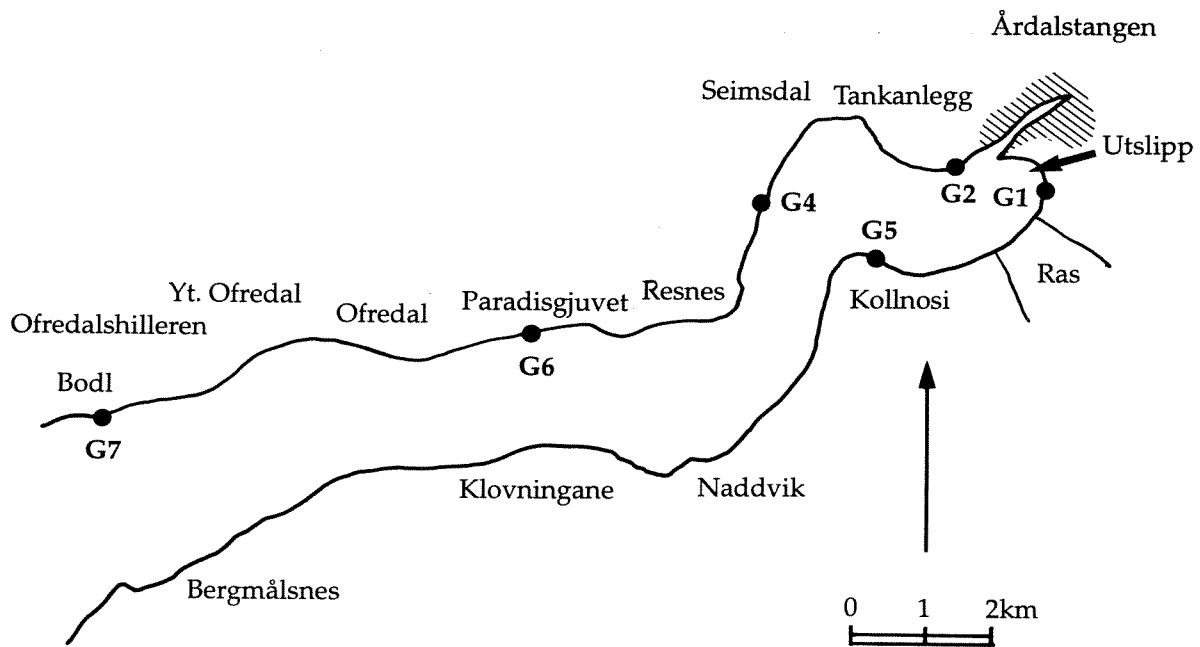 Årdalstangen
Seimsdal
Tankanlegg
Utslipp
G2
G1
G4
G5
Ras
Kollnosi
Resnes
Paradisgjuvet
Yt. Ofredal
Ofredal
Ofredalshilleren
G6
Bodl
G7
Klovningane
Naddvik
Bergmålsnes
0 1 2km